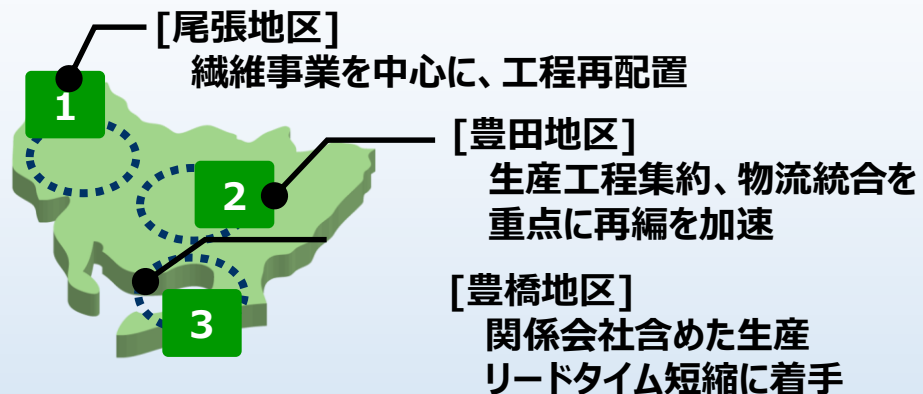 [尾張地区]
繊維事業を中心に、工程再配置
1
[豊田地区]
生産工程集約、物流統合を
重点に再編を加速
2
[豊橋地区]
関係会社含めた生産
リードタイム短縮に着手
3